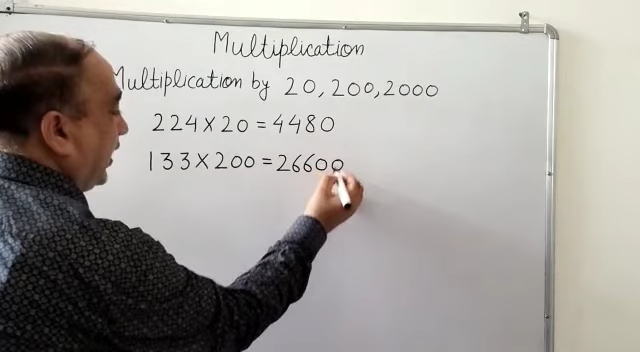 Multiplication
Multiplication by 20, 200, 2000
224 × 20 = 4480
133 × 200 = 26600